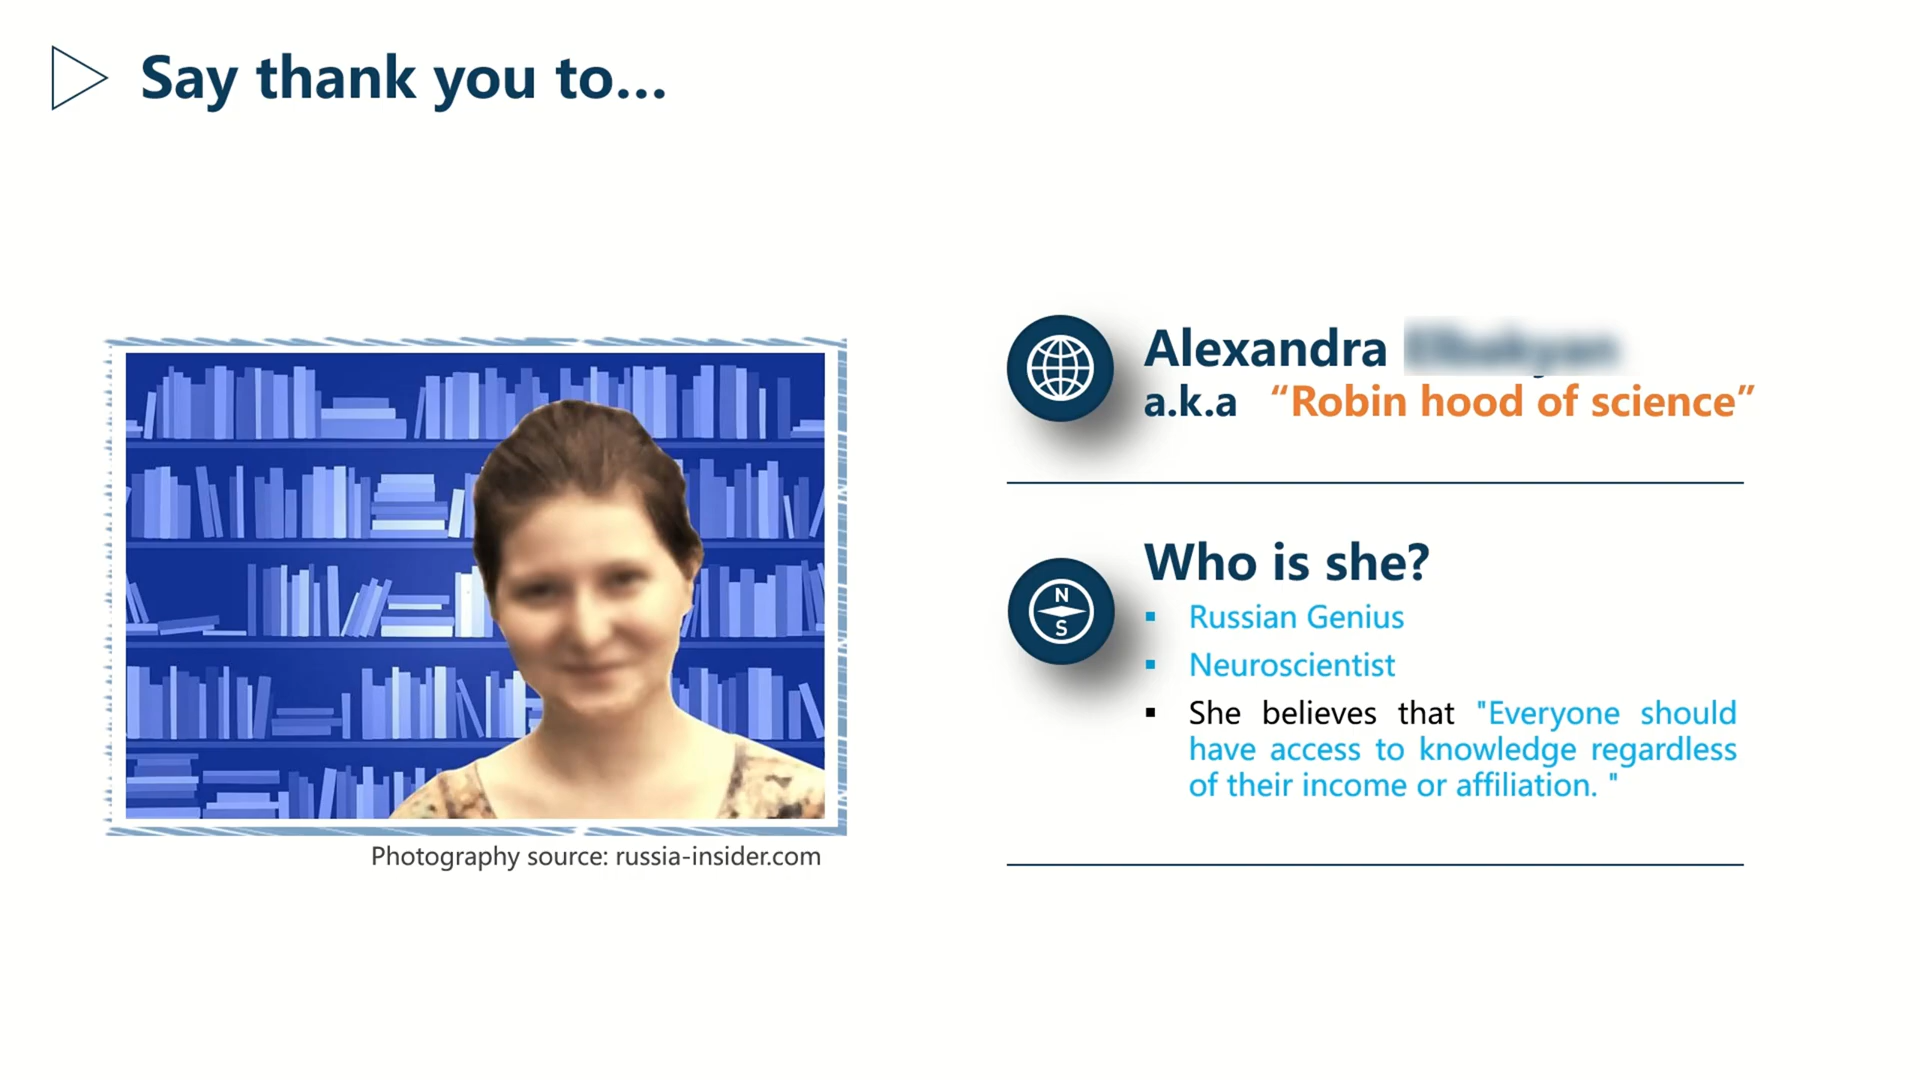 Say thank you to...
Alexandra
a.k.a “Robin hood of science”
Who is she?
▪ Russian Genius
▪ Neuroscientist
▪ She believes that "Everyone should
have access to knowledge regardless
of their income or affiliation. "
N
S
Photography source: russia-insider.com